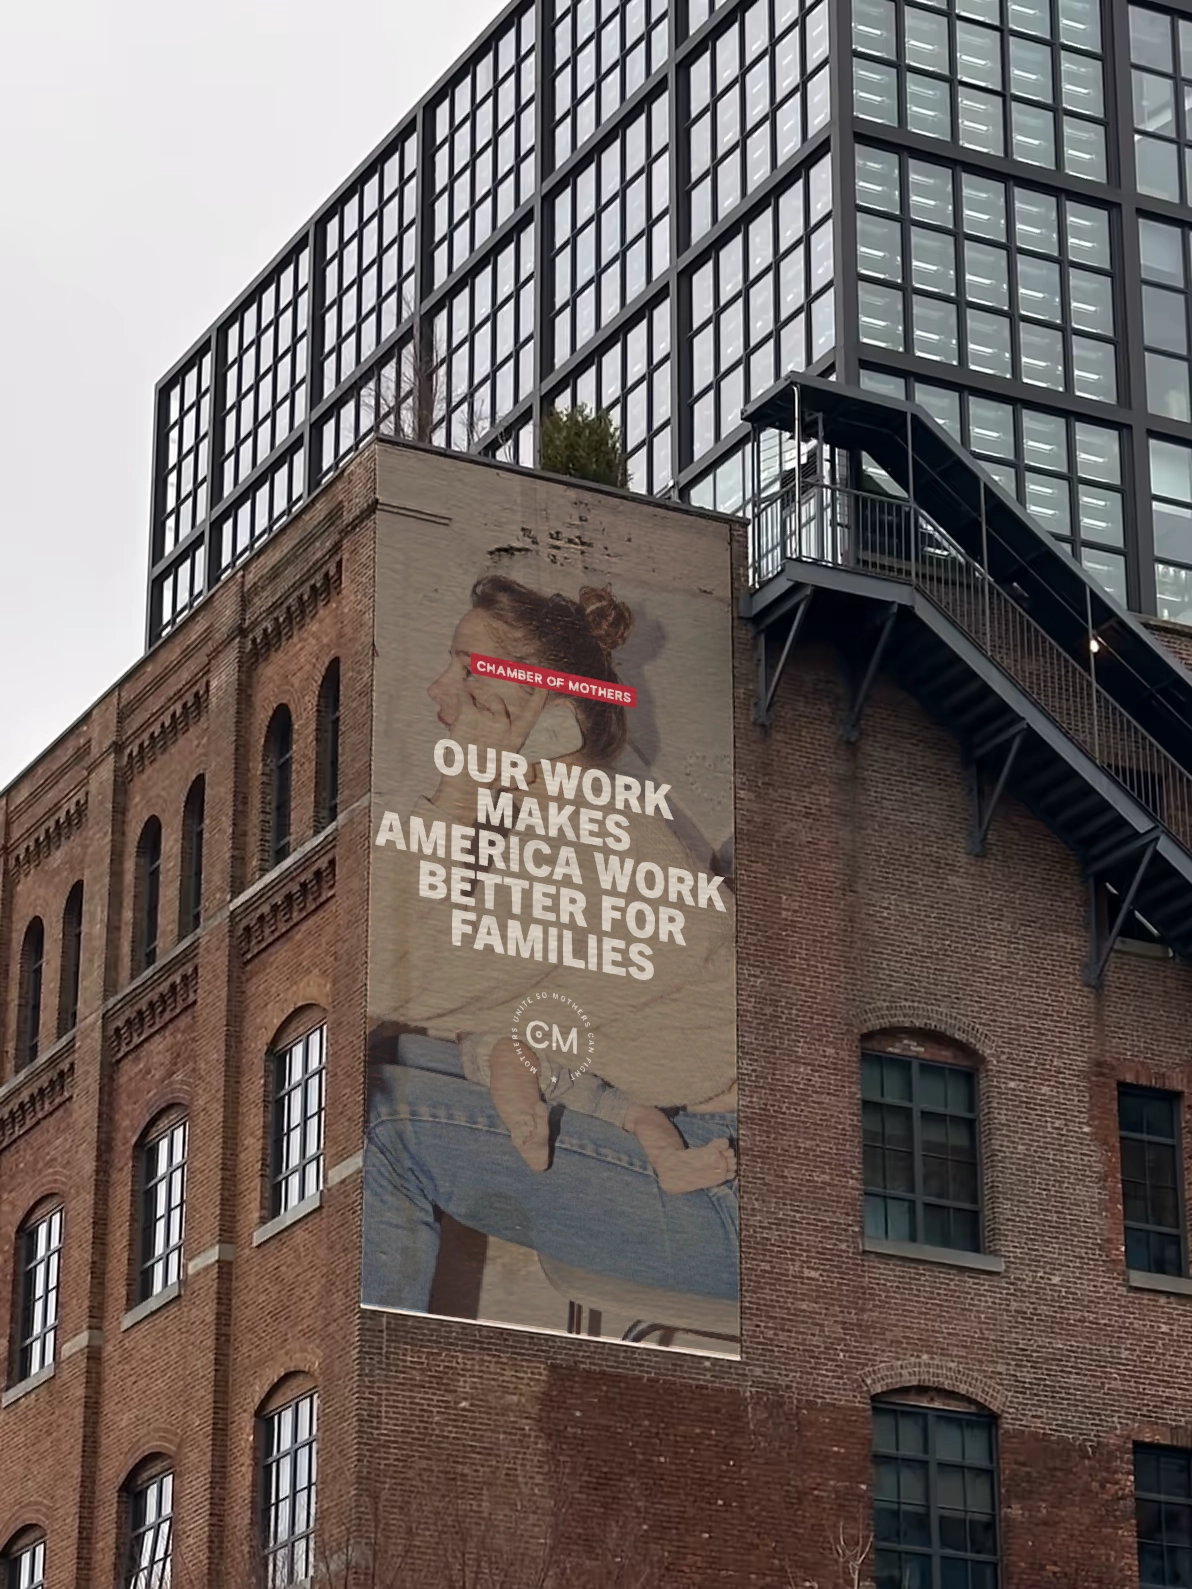 CHAMBER OF MOTHERS
OUR WORK
MAKES
AMERICA WORK
BETTER FOR
FAMILIES
MOTHERS UNITE SO MOTHERS CAN FIGHT
CM